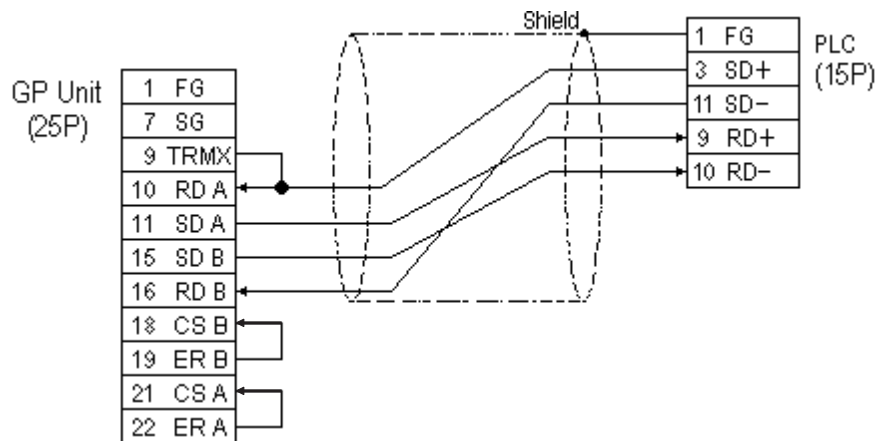 Shield
GP Unit
(25P)
1 FG
7 SG
9 TRMX
10 RD A
11 SD A
15 SD B
16 RD B
18 CS B
19 ER B
21 CS A
22 ER A
1 FG
3 SD+
11 SD-
9 RD+
10 RD-
PLC
(15P)